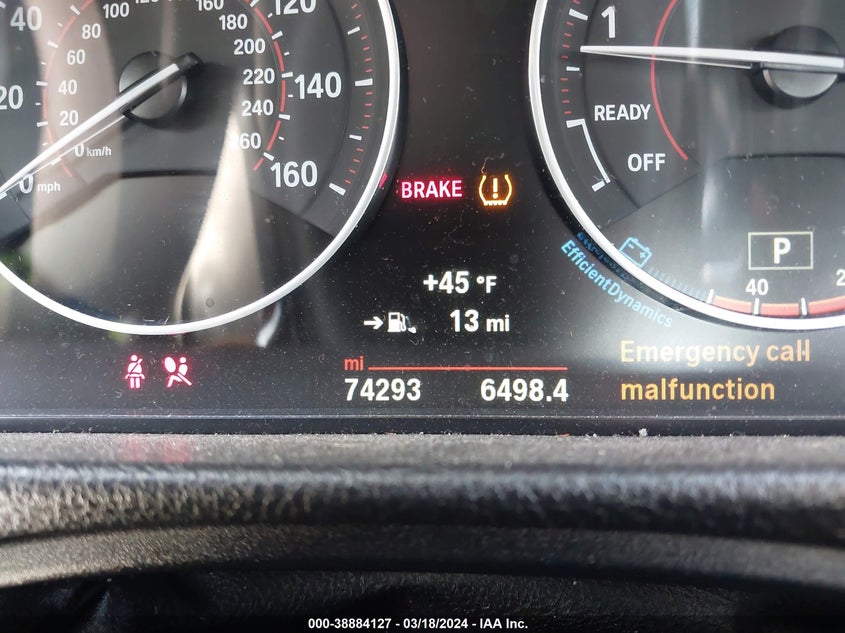 40
20
0 mph
0 km/h
20
40
60
80
100
160
180
200
220
240
260
120
140
160
1
READY
OFF
BRAKE
P
EfficientDynamics
40
+45 °F
13 mi
mi
74293 6498.4
Emergency call
malfunction
000-38884127 - 03/18/2024 - IAA Inc.